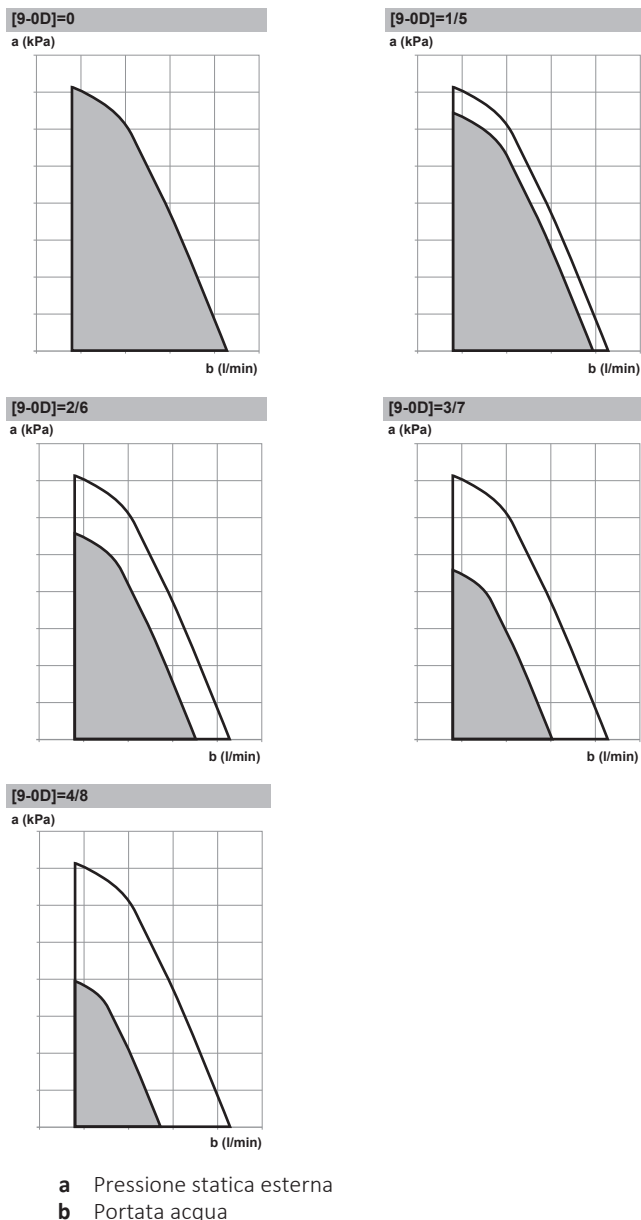 [9-0D]=0
a (kPa)
b (l/min)
[9-0D]=1/5
a (kPa)
b (l/min)
[9-0D]=2/6
a (kPa)
b (l/min)
[9-0D]=3/7
a (kPa)
b (l/min)
[9-0D]=4/8
a (kPa)
b (l/min)
a Pressione statica esterna
b Portata acqua